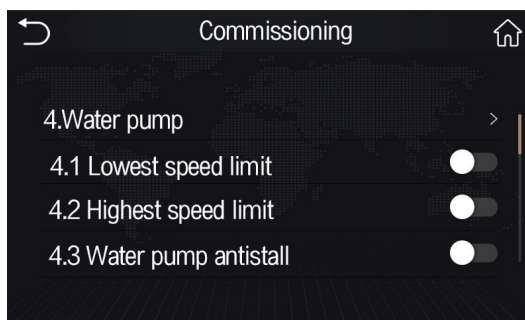 Commissioning
4.Water pump
4.1 Lowest speed limit
4.2 Highest speed limit
4.3 Water pump antistall